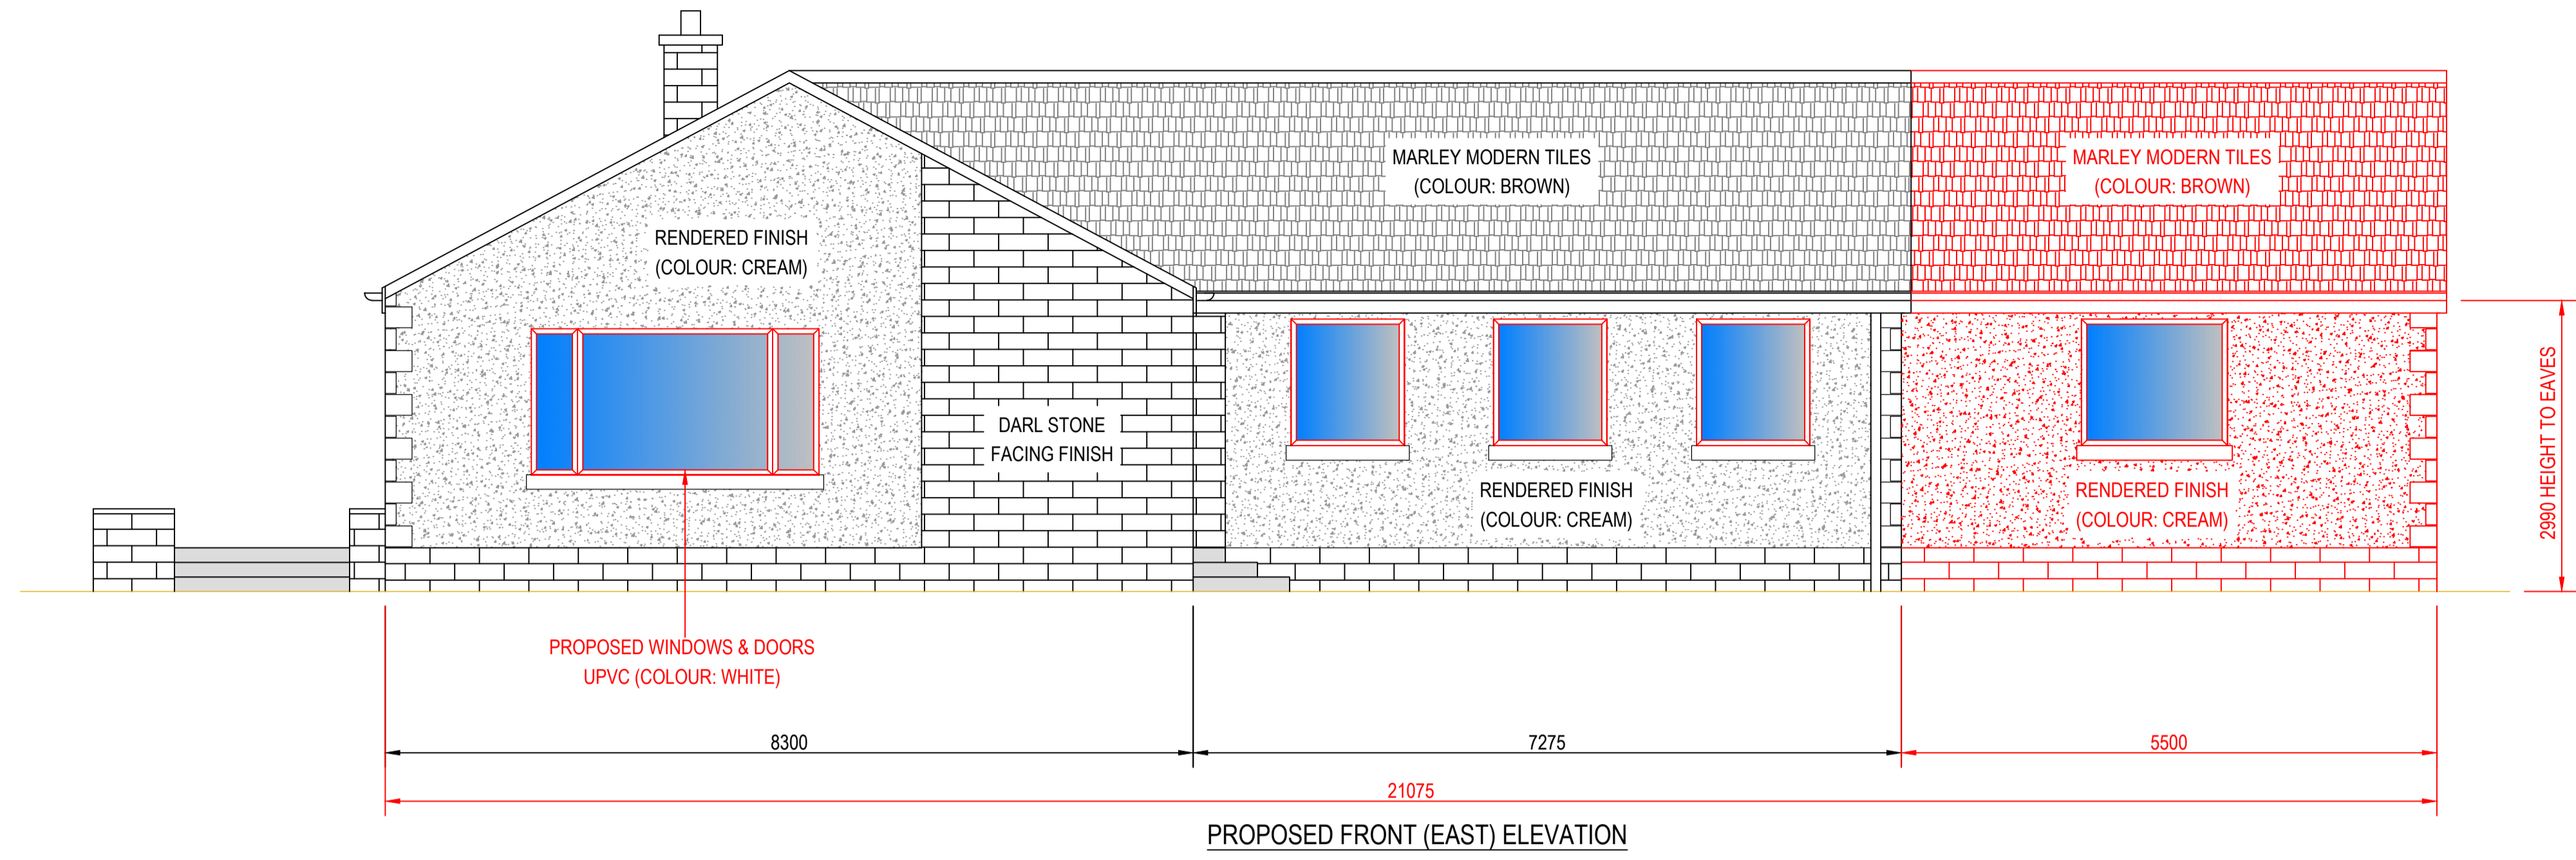 MARLEY MODERN TILES
(COLOUR: BROWN)
MARLEY MODERN TILES
(COLOUR: BROWN)
RENDERED FINISH
(COLOUR: CREAM)
DARL STONE
FACING FINISH
RENDERED FINISH
(COLOUR: CREAM)
RENDERED FINISH
(COLOUR: CREAM)
2990 HEIGHT TO EAVES
PROPOSED WINDOWS & DOORS
UPVC (COLOUR: WHITE)
8300
7275
5500
21075
PROPOSED FRONT (EAST) ELEVATION